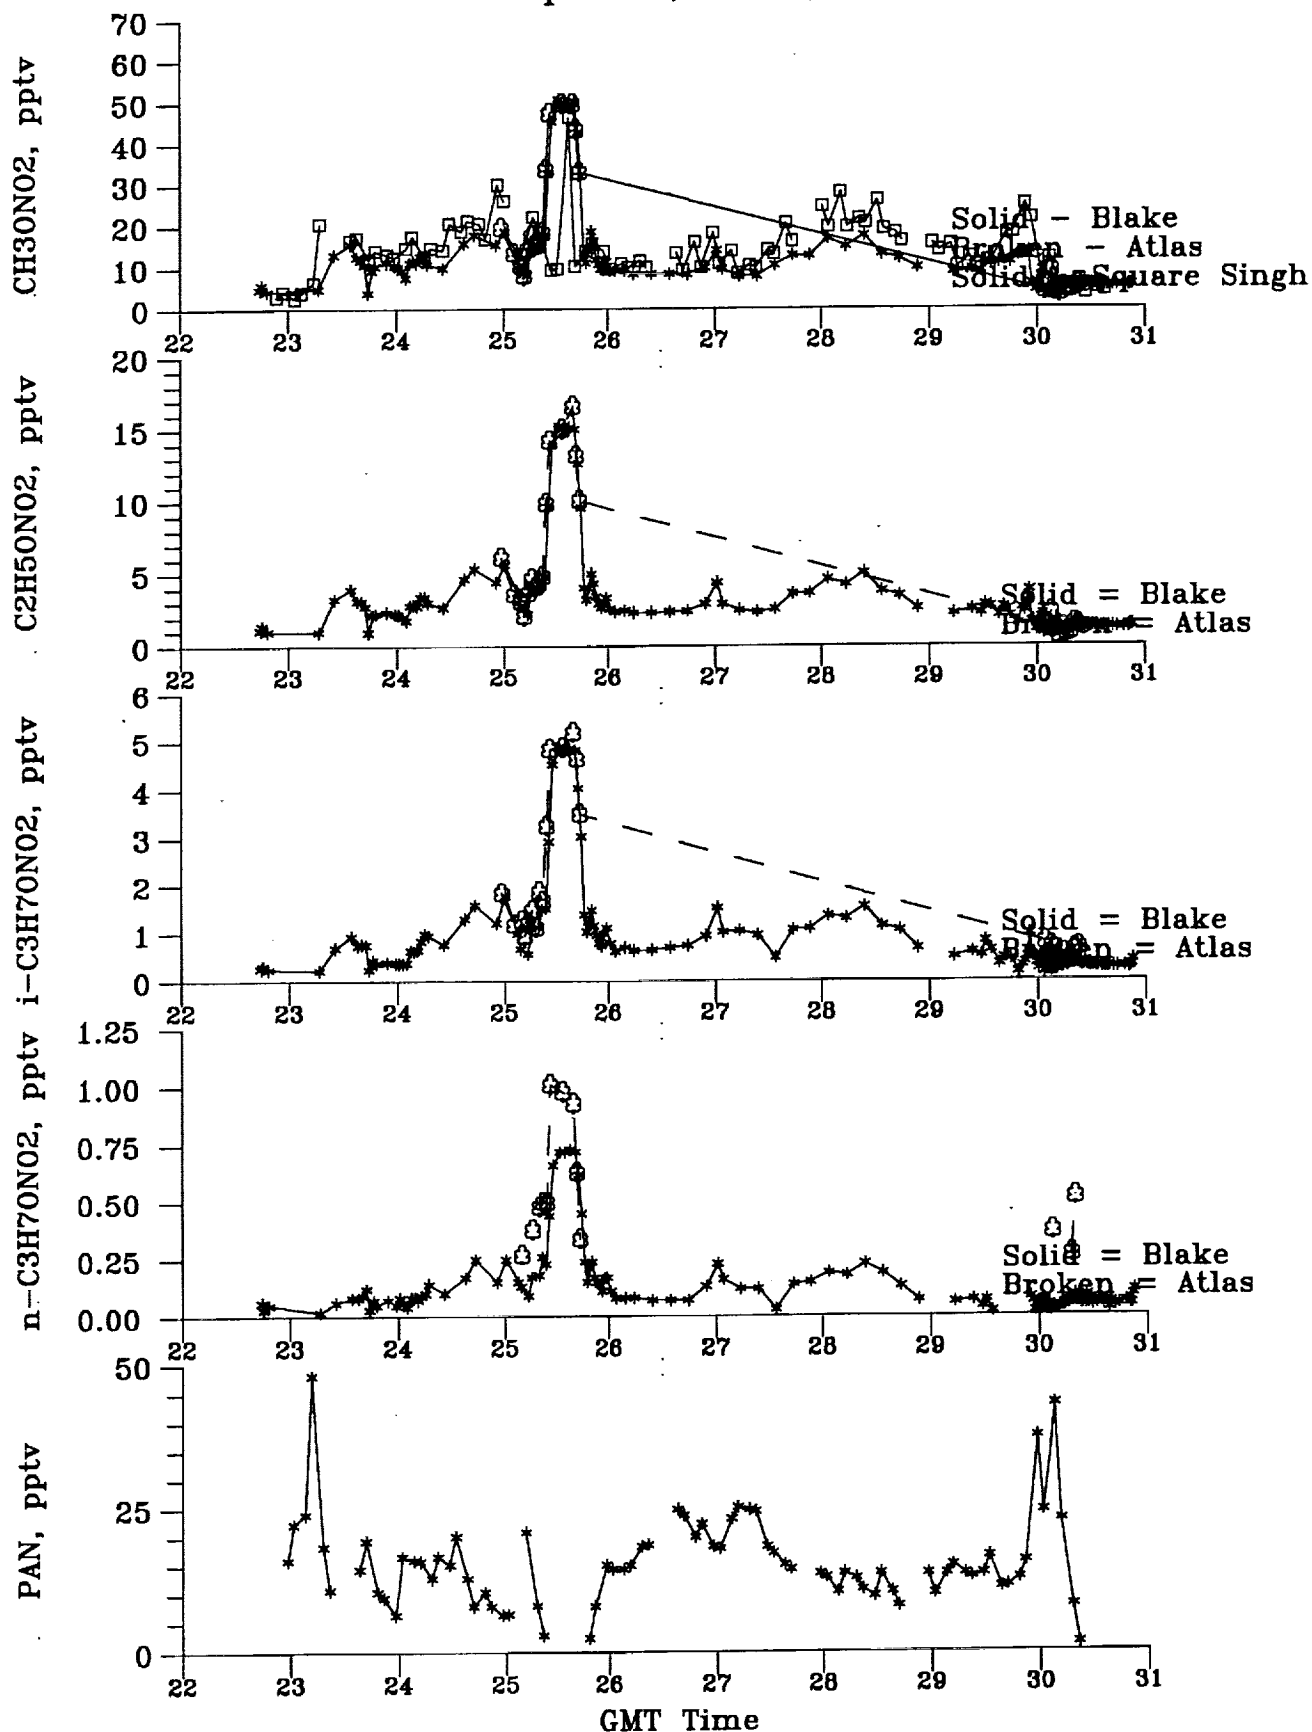 70
60
50
40
30
20
10
0
CH3ONO2, pptv
Solid - Blake
Broken - Atlas
Square Singh
22 23 24 25 26 27 28 29 30 31
20
15
10
5
0
C2H5ONO2, pptv
Solid = Blake
= Atlas
22 23 24 25 26 27 28 29 30 31
6
5
4
3
2
1
0
i-C3H7ONO2, pptv
Solid = Blake
Broken = Atlas
22 23 24 25 26 27 28 29 30 31
1.25
1.00
0.75
0.50
0.25
0.00
n-C3H7ONO2, pptv
Solid = Blake
Broken = Atlas
22 23 24 25 26 27 28 29 30 31
50
25
0
PAN, pptv
22 23 24 25 26 27 28 29 30 31
GMT Time